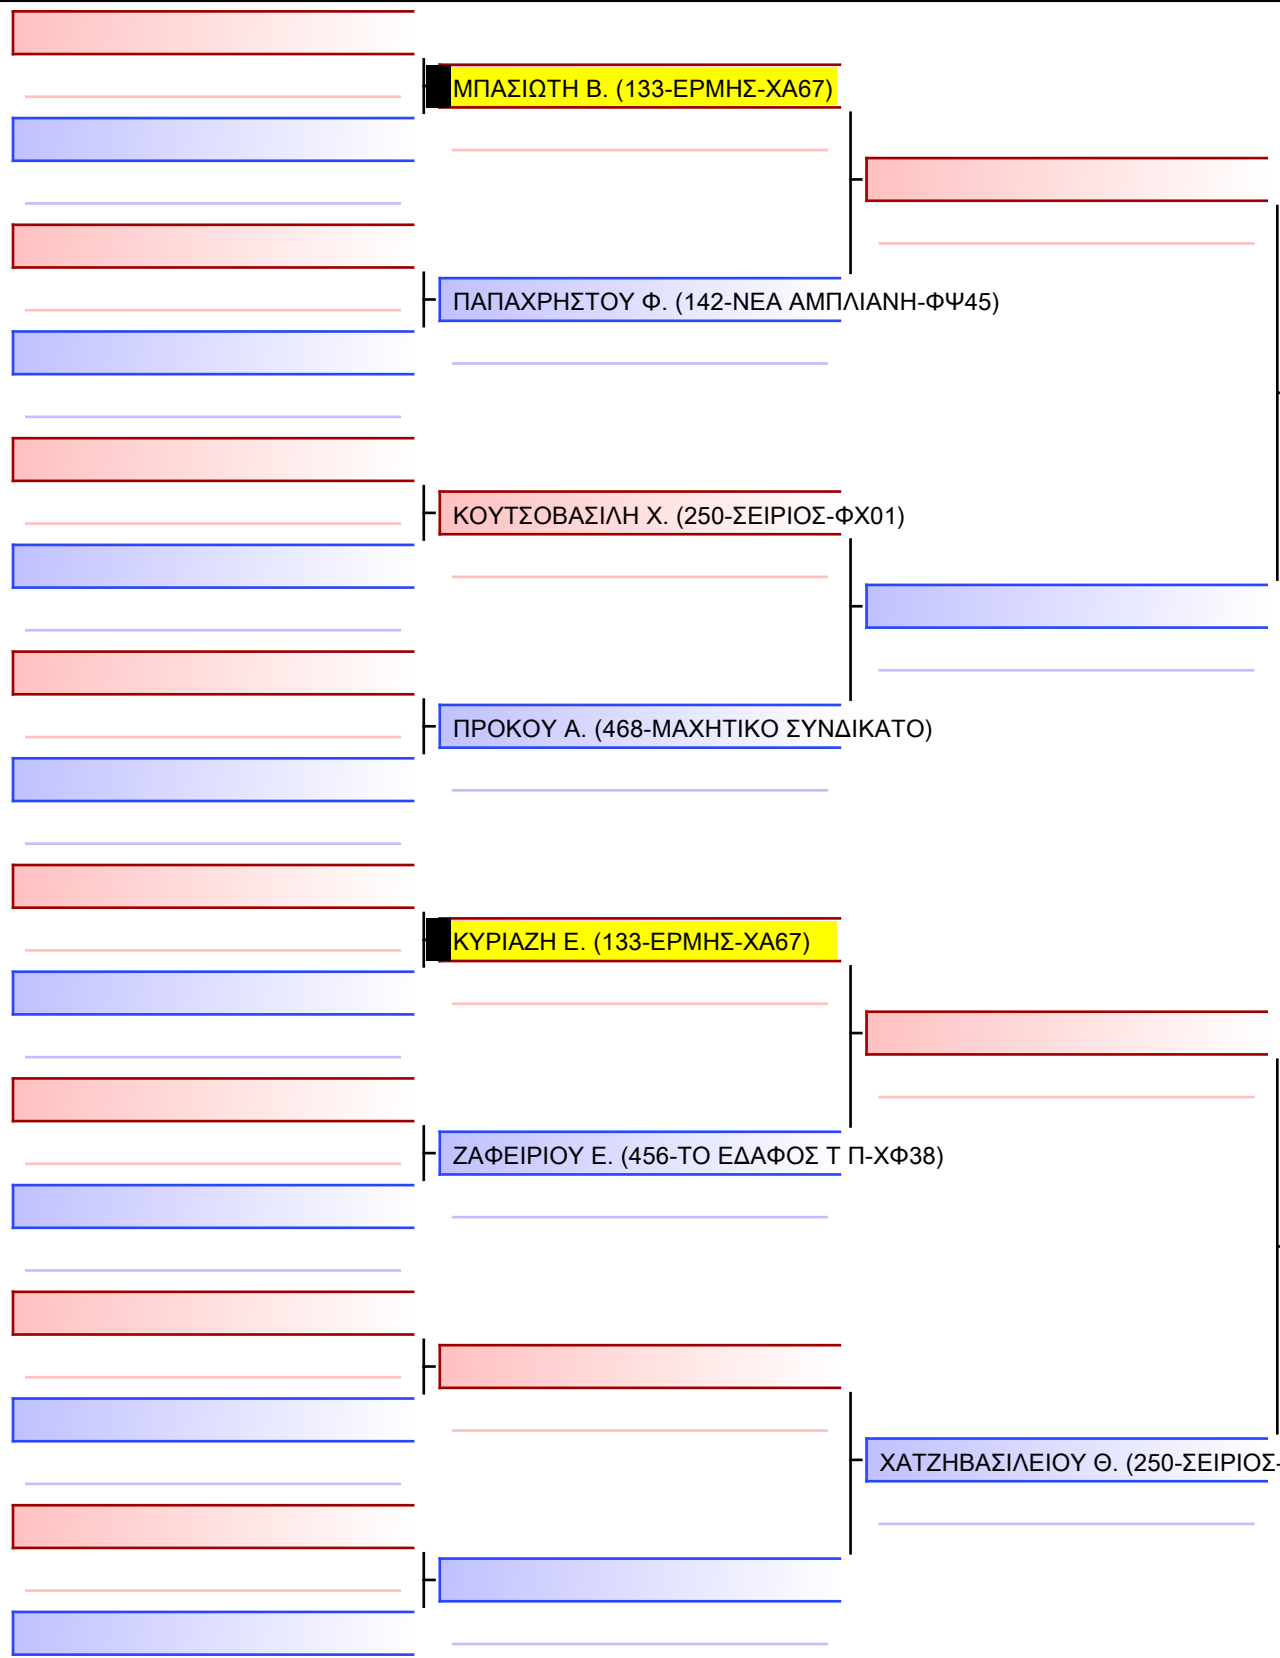 ΜΠΑΣΙΩΤΗ Β. (133-ΕΡΜΗΣ-ΧΑ67)
ΠΑΠΑΧΡΗΣΤΟΥ Φ. (142-ΝΕΑ ΑΜΠΛΙΑΝΗ-ΦΨ45)
ΚΟΥΤΣΟΒΑΣΙΛΗ Χ. (250-ΣΕΙΡΙΟΣ-ΦΧ01)
ΠΡΟΚΟΥ Α. (468-ΜΑΧΗΤΙΚΟ ΣΥΝΔΙΚΑΤΟ)
ΚΥΡΙΑΖΗ Ε. (133-ΕΡΜΗΣ-ΧΑ67)
ΖΑΦΕΙΡΙΟΥ Ε. (456-ΤΟ ΕΔΑΦΟΣ Τ Π-ΧΦ38)
ΧΑΤΖΗΒΑΣΙΛΕΙΟΥ Θ. (250-ΣΕΙΡΙΟΣ-